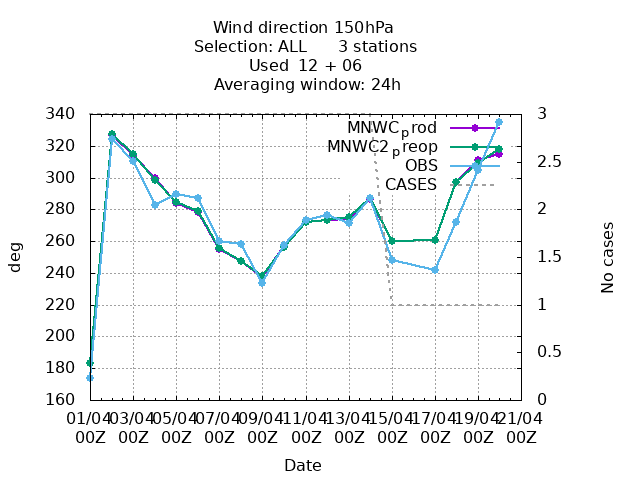 Wind direction 150hPa
Selection: ALL 3 stations
Used 12 + 06
Averaging window: 24h
340 3
MNWCprod
320 MNWC2preop 2.5
OBS
300 CASES
280 2
260 1.5
240
220 1
200 0.5
180
160 0
deg
No cases
01/04 03/04 05/04 07/04 09/04 11/04 13/04 15/04 17/04 19/04 21/04
00Z 00Z 00Z 00Z 00Z 00Z 00Z 00Z 00Z 00Z 00Z
Date